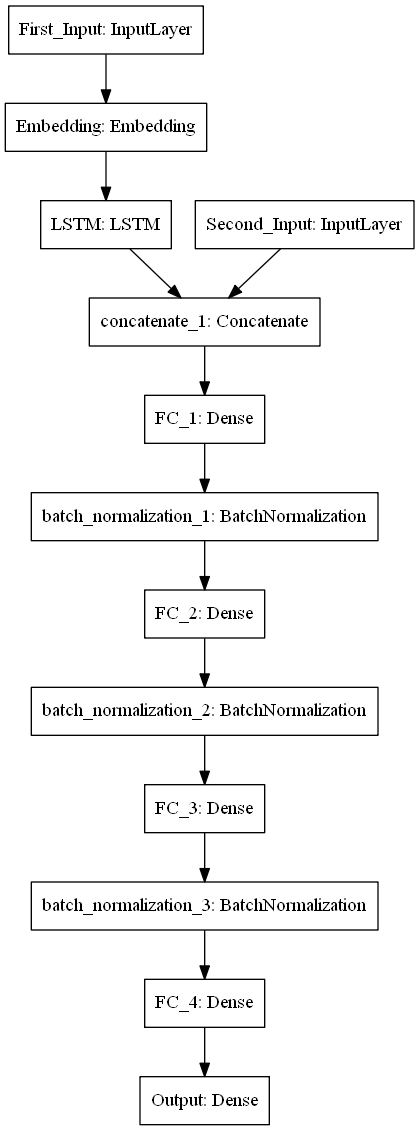 First_Input: InputLayer
Embedding: Embedding
LSTM: LSTM
Second_Input: InputLayer
concatenate_1: Concatenate
FC_1: Dense
batch_normalization_1: BatchNormalization
FC_2: Dense
batch_normalization_2: BatchNormalization
FC_3: Dense
batch_normalization_3: BatchNormalization
FC_4: Dense
Output: Dense